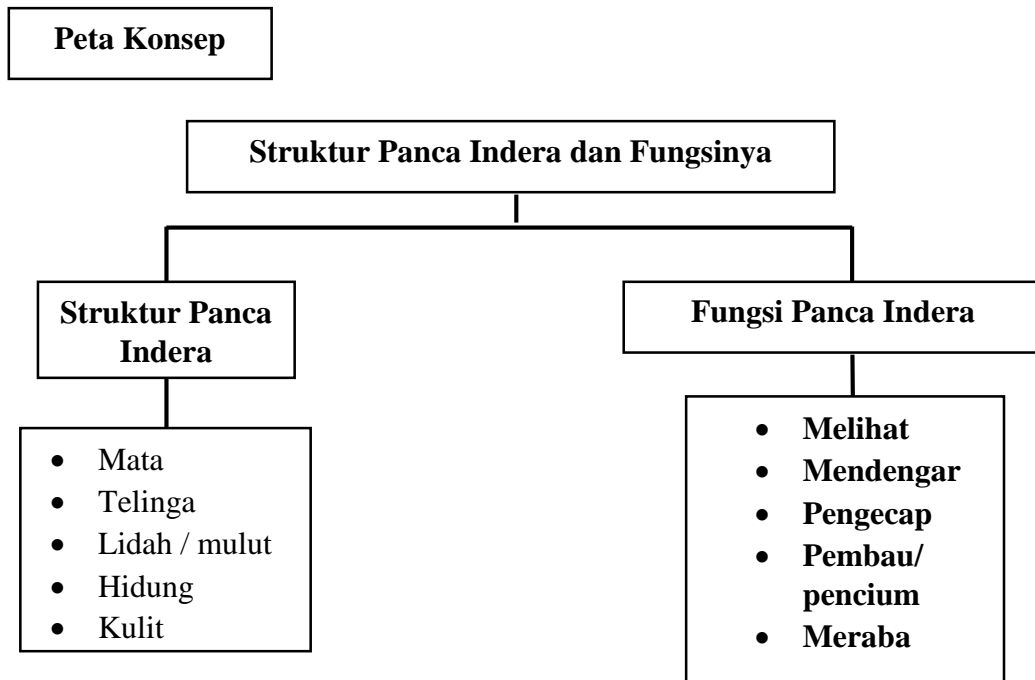 Peta Konsep
Struktur Panca Indera dan Fungsinya
Struktur Panca
Indera
• Mata
• Telinga
• Lidah / mulut
• Hidung
• Kulit
Fungsi Panca Indera
• Melihat
• Mendengar
• Pengecap
• Pembau/
pencium
• Meraba